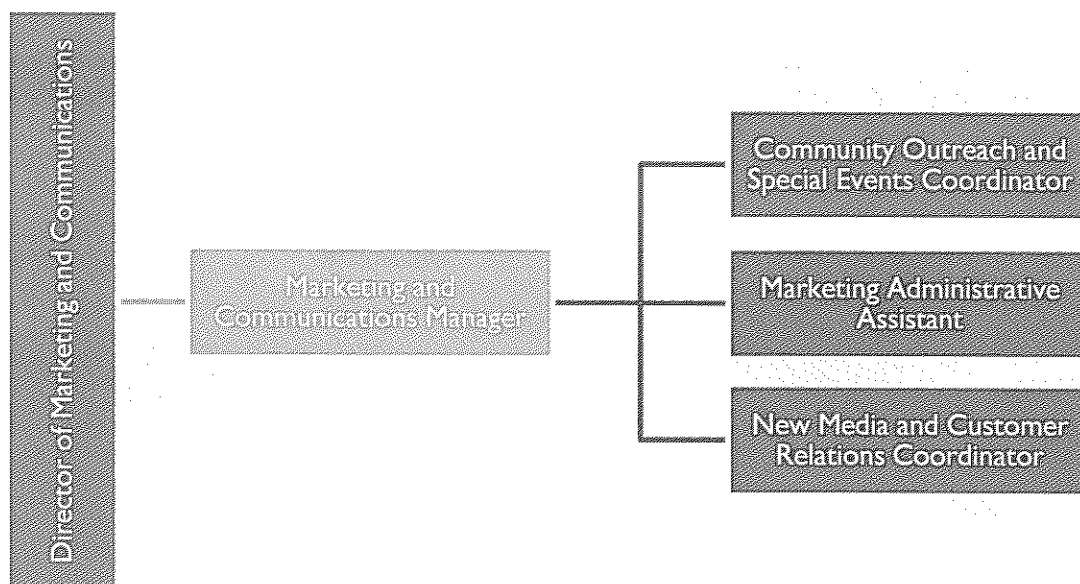 Director of Marketing and Communications
Marketing and
Communications Manager
Community Outreach and
Special Events Coordinator
Marketing Administrative
Assistant
New Media and Customer
Relations Coordinator